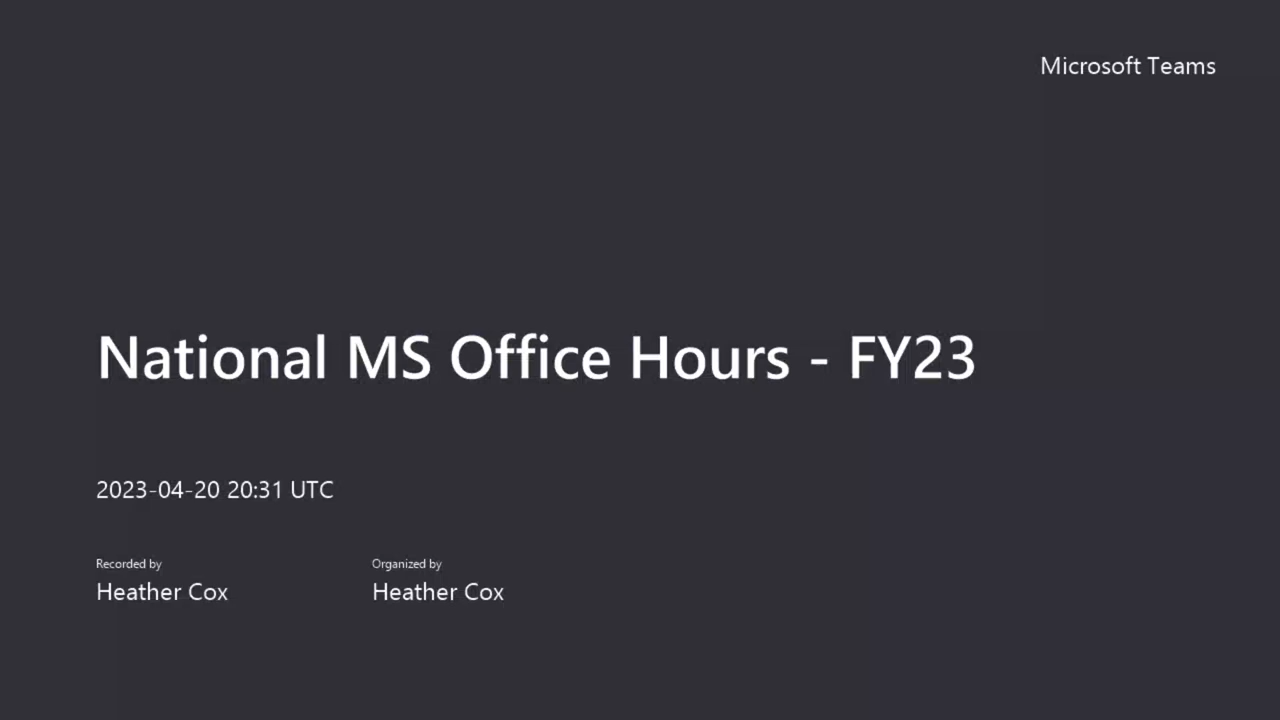 Microsoft Teams
National MS Office Hours - FY23
2023-04-20 20:31 UTC
Recorded by
Heather Cox
Organized by
Heather Cox